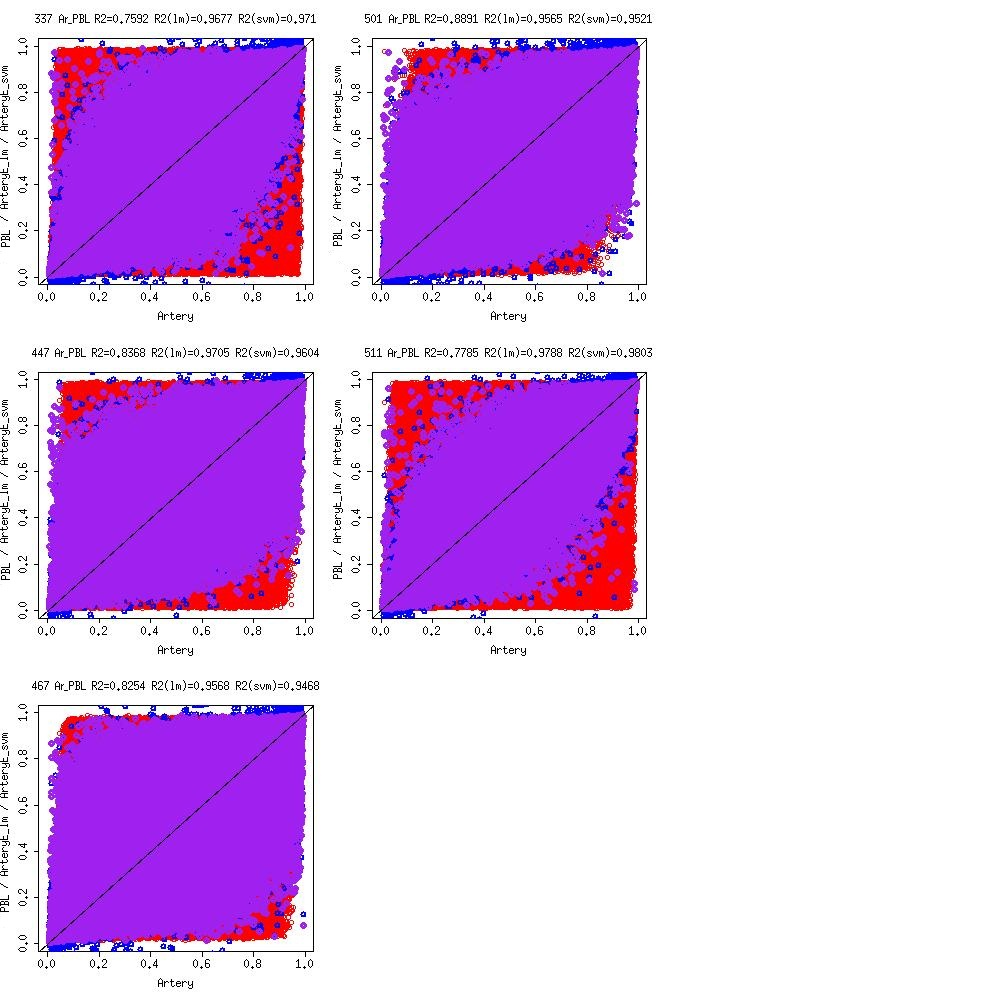 337 Ar_PBL R2=0.7592 R2(lm)=0.9677 R2(svm)=0.971
501 Ar_PBL R2=0.8891 R2(lm)=0.9565 R2(svm)=0.9521
PBL / ArteryE_lm / ArteryE_svm
1.0
0.8
0.6
0.4
0.2
0.0
0.0 0.2 0.4 0.6 0.8 1.0
Artery
PBL / ArteryE_lm / ArteryE_svm
1.0
0.8
0.6
0.4
0.2
0.0
0.0 0.2 0.4 0.6 0.8 1.0
Artery
447 Ar_PBL R2=0.8368 R2(lm)=0.9705 R2(svm)=0.9604
511 Ar_PBL R2=0.7785 R2(lm)=0.9788 R2(svm)=0.9803
PBL / ArteryE_lm / ArteryE_svm
1.0
0.8
0.6
0.4
0.2
0.0
0.0 0.2 0.4 0.6 0.8 1.0
Artery
PBL / ArteryE_lm / ArteryE_svm
1.0
0.8
0.6
0.4
0.2
0.0
0.0 0.2 0.4 0.6 0.8 1.0
Artery
467 Ar_PBL R2=0.8254 R2(lm)=0.9568 R2(svm)=0.9468
PBL / ArteryE_lm / ArteryE_svm
1.0
0.8
0.6
0.4
0.2
0.0
0.0 0.2 0.4 0.6 0.8 1.0
Artery